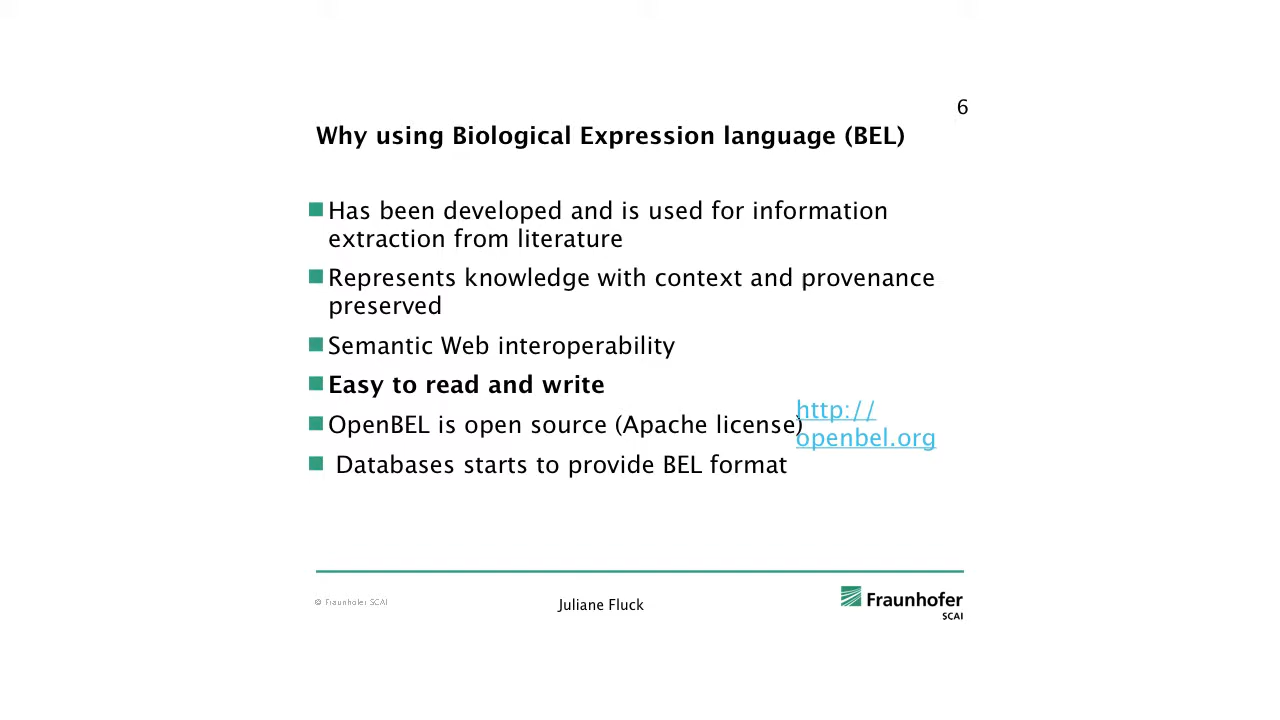 6
Why using Biological Expression language (BEL)
Has been developed and is used for information
extraction from literature
Represents knowledge with context and provenance
preserved
Semantic Web interoperability
Easy to read and write
OpenBEL is open source (Apache license)
http://
openbel.org
Databases starts to provide BEL format
© Fraunhofer SCAI
Juliane Fluck
Fraunhofer
SCAI